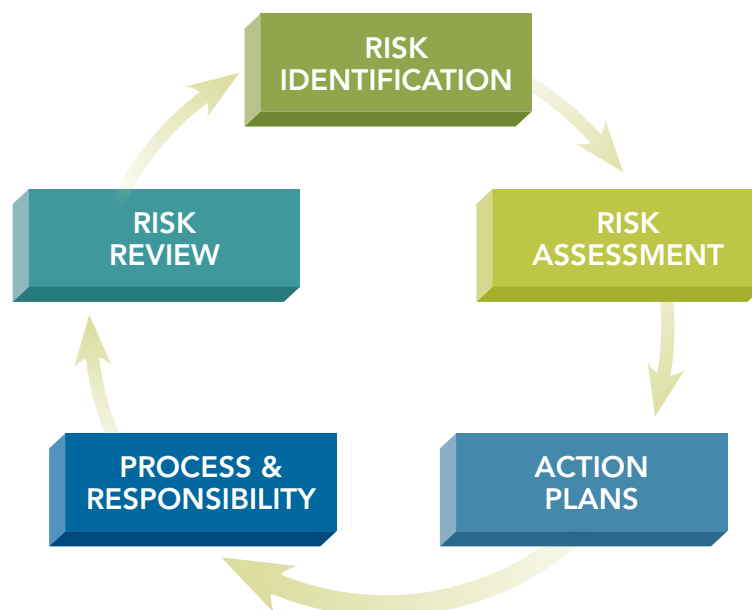 RISK
IDENTIFICATION
RISK
ASSESSMENT
ACTION
PLANS
PROCESS &
RESPONSIBILITY
RISK
REVIEW